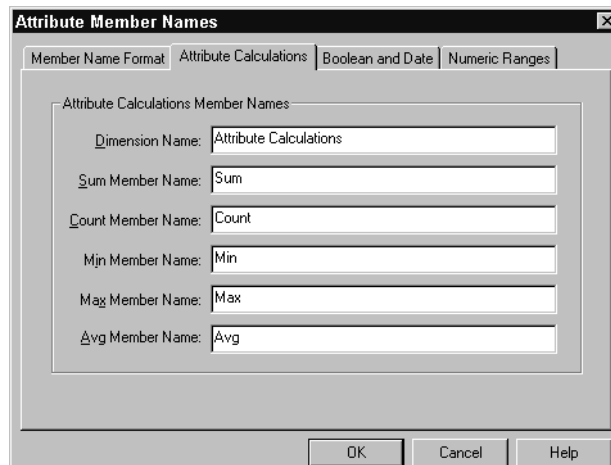 Attribute Member Names
Member Name Format Attribute Calculations Boolean and Date Numeric Ranges
Attribute Calculations Member Names
Dimension Name: Attribute Calculations
Sum Member Name: Sum
Count Member Name: Count
Min Member Name: Min
Max Member Name: Max
Avg Member Name: Avg
OK Cancel Help